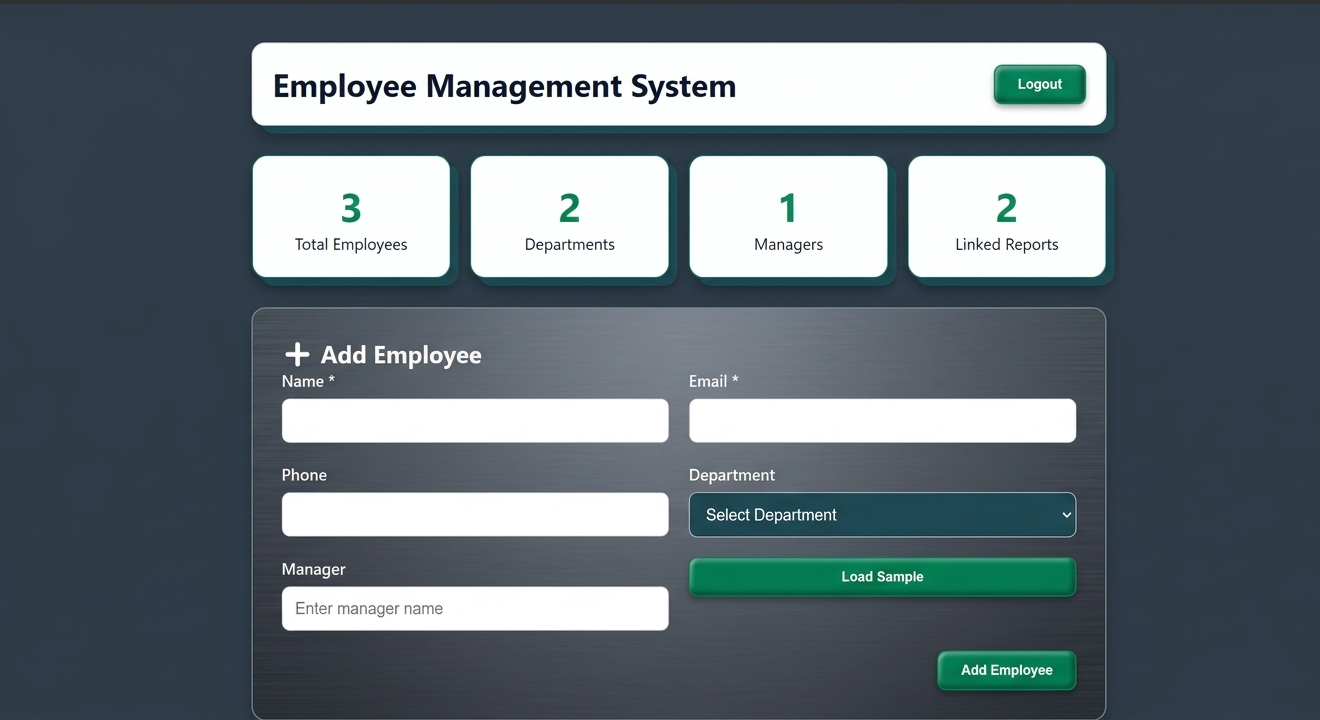 Employee Management System
Logout
3
Total Employees
2
Departments
1
Managers
2
Linked Reports
Add Employee
Name *
Email *
Phone
Department
Select Department
Manager
Load Sample
Enter manager name
Add Employee